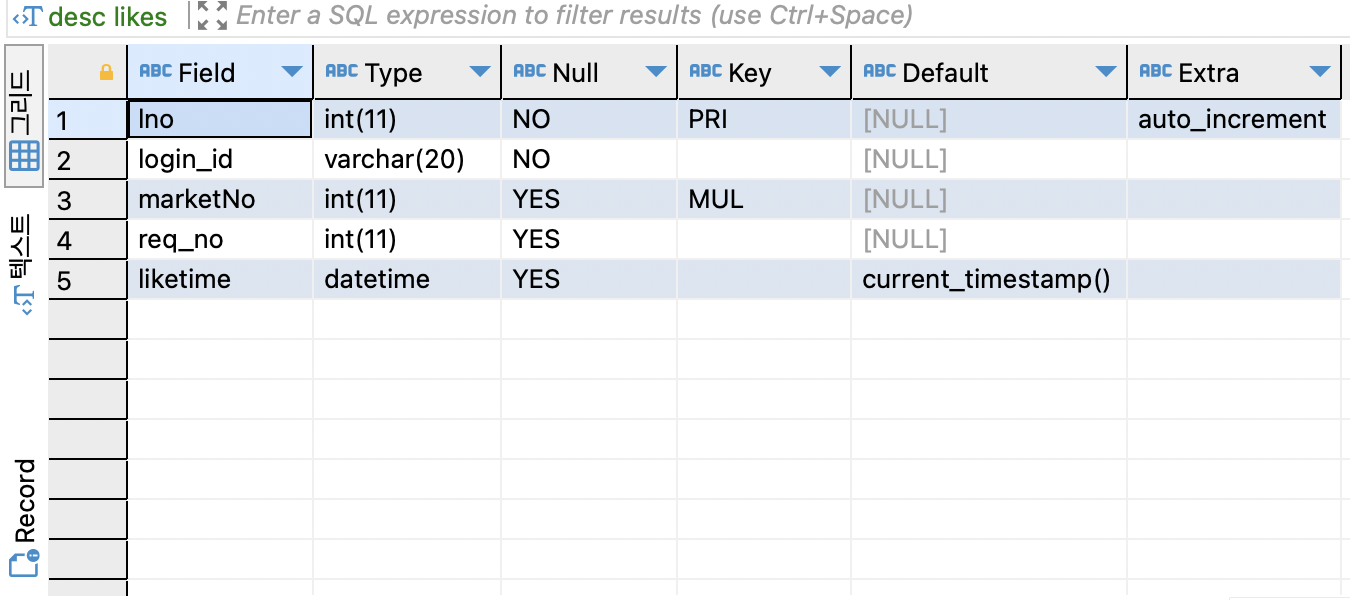 desc likes Enter a SQL expression to filter results (use Ctrl+Space)
ABC Field ABC Type ABC Null ABC Key ABC Default ABC Extra
1 lno int(11) NO PRI [NULL] auto_increment
2 login_id varchar(20) NO [NULL]
3 marketNo int(11) YES MUL [NULL]
4 req_no int(11) YES [NULL]
5 liketime datetime YES current_timestamp()
그리드
텍스트
Record